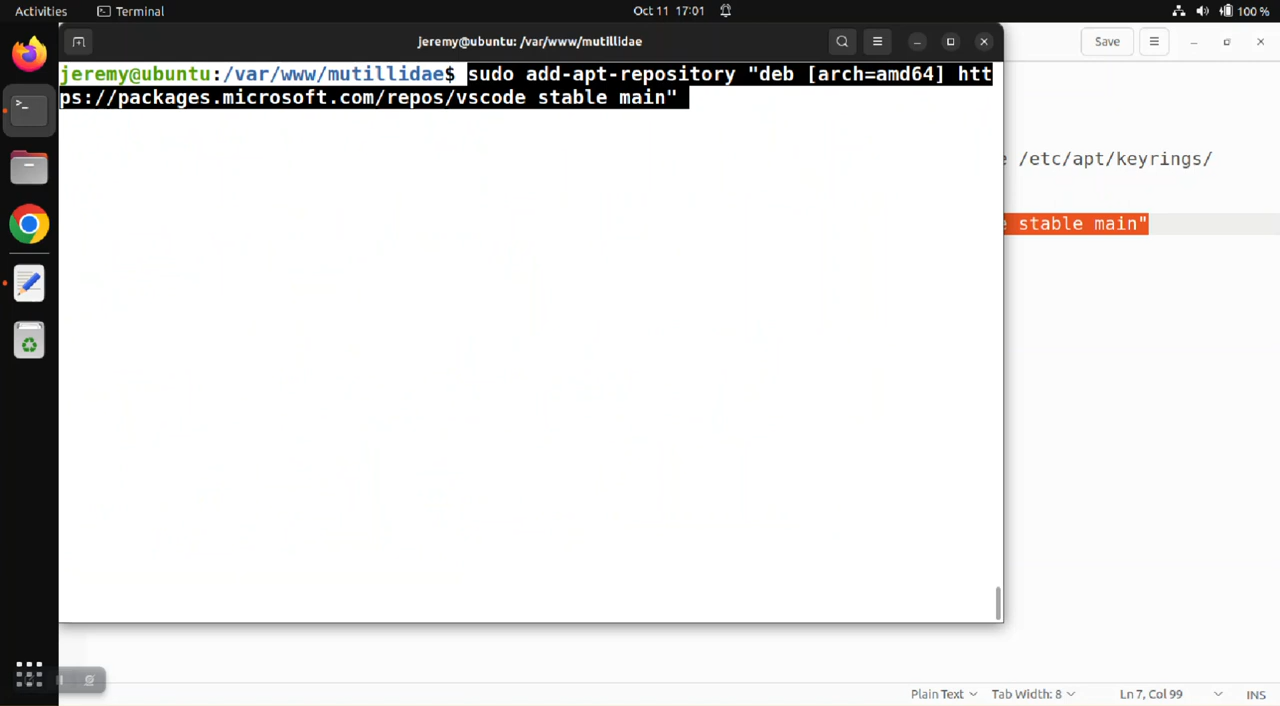 Activities
Terminal
Oct 11 17:01
100 %
jeremy@ubuntu: /var/www/mutillidae
Save
jeremy@ubuntu:/var/www/mutillidae$ sudo add-apt-repository "deb [arch=amd64] htt
ps://packages.microsoft.com/repos/vscode stable main"
/etc/apt/keyrings/
stable main"
Plain Text
Tab Width: 8
Ln 7, Col 99
INS